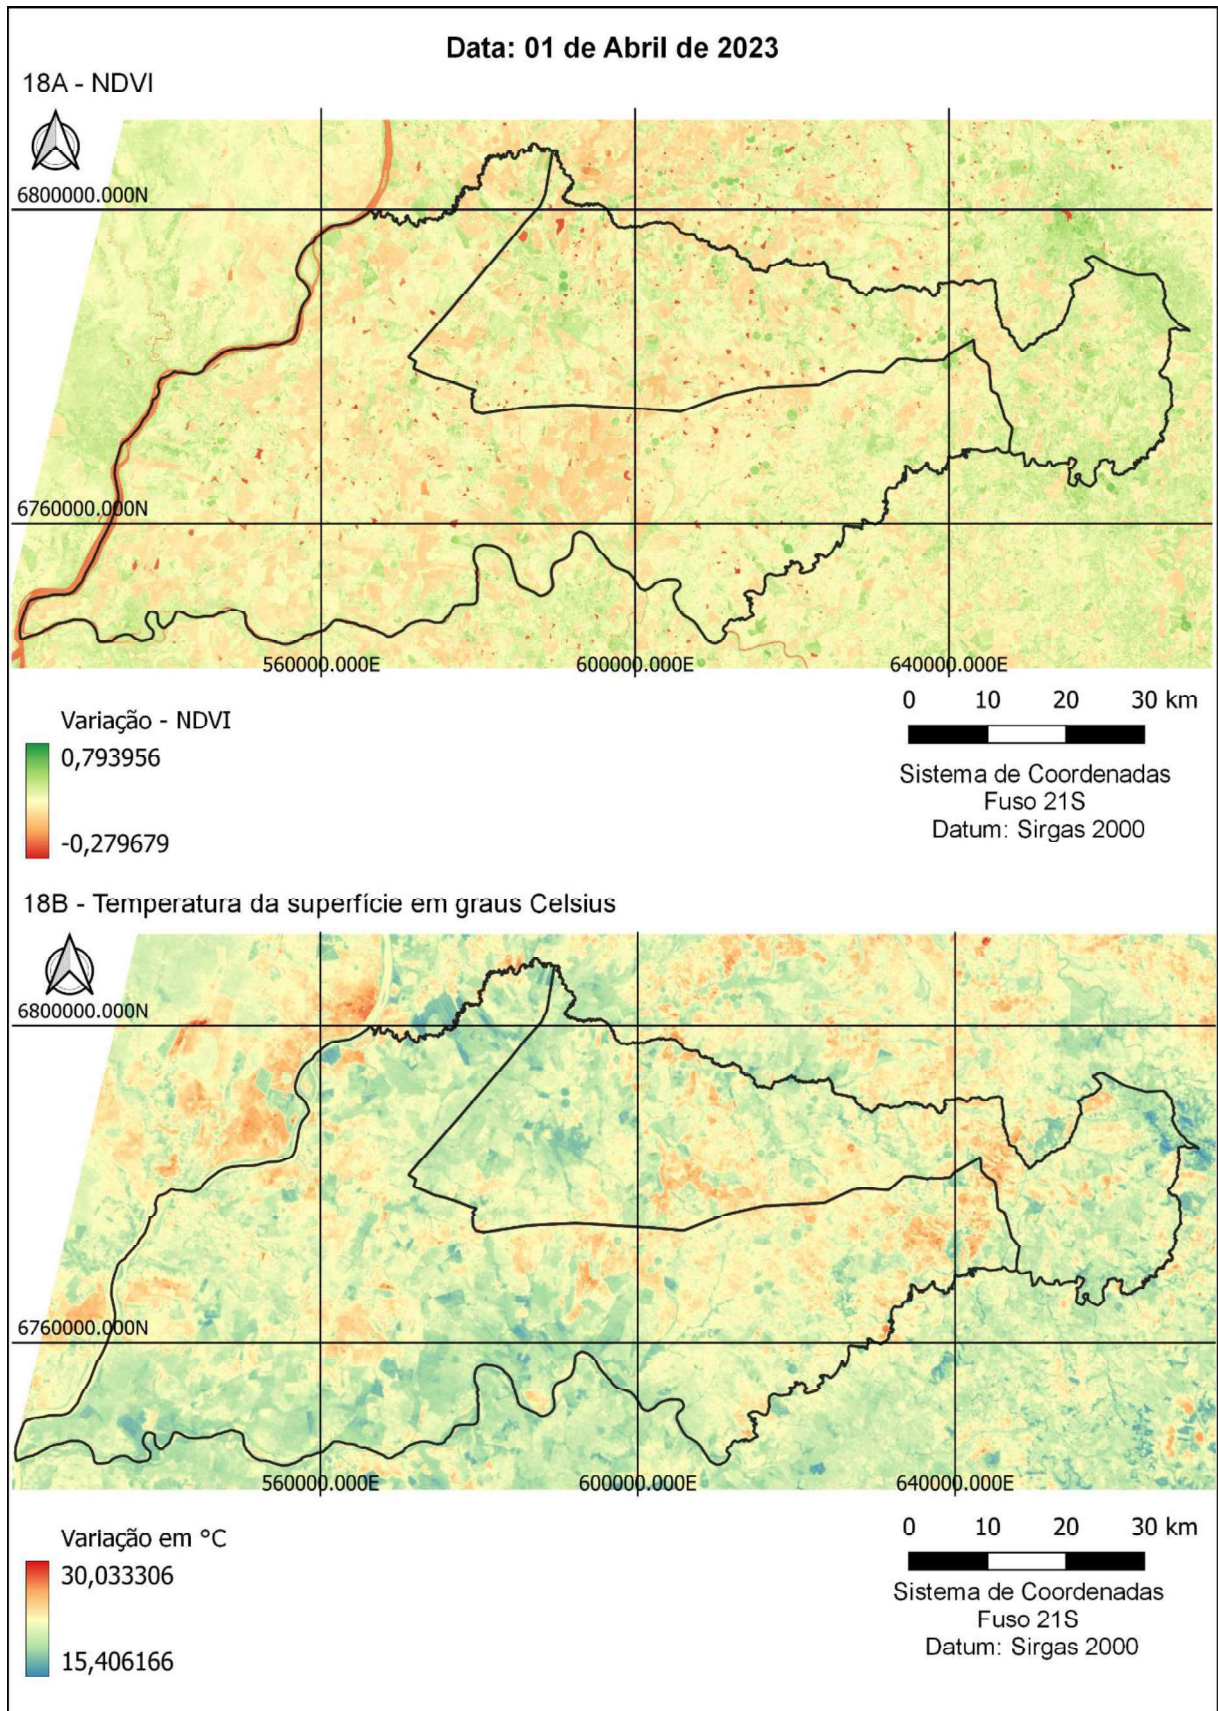 Data: 01 de Abril de 2023
18A - NDVI
6800000.000N
6760000.000N
560000.000E
600000.000E
640000.000E
Variação - NDVI
0,793956
-0,279679
0 10 20 30 km
Sistema de Coordenadas
Fuso 21S
Datum: Sirgas 2000
18B - Temperatura da superfície em graus Celsius
6800000.000N
6760000.000N
560000.000E
600000.000E
640000.000E
Variação em °C
30,033306
15,406166
0 10 20 30 km
Sistema de Coordenadas
Fuso 21S
Datum: Sirgas 2000